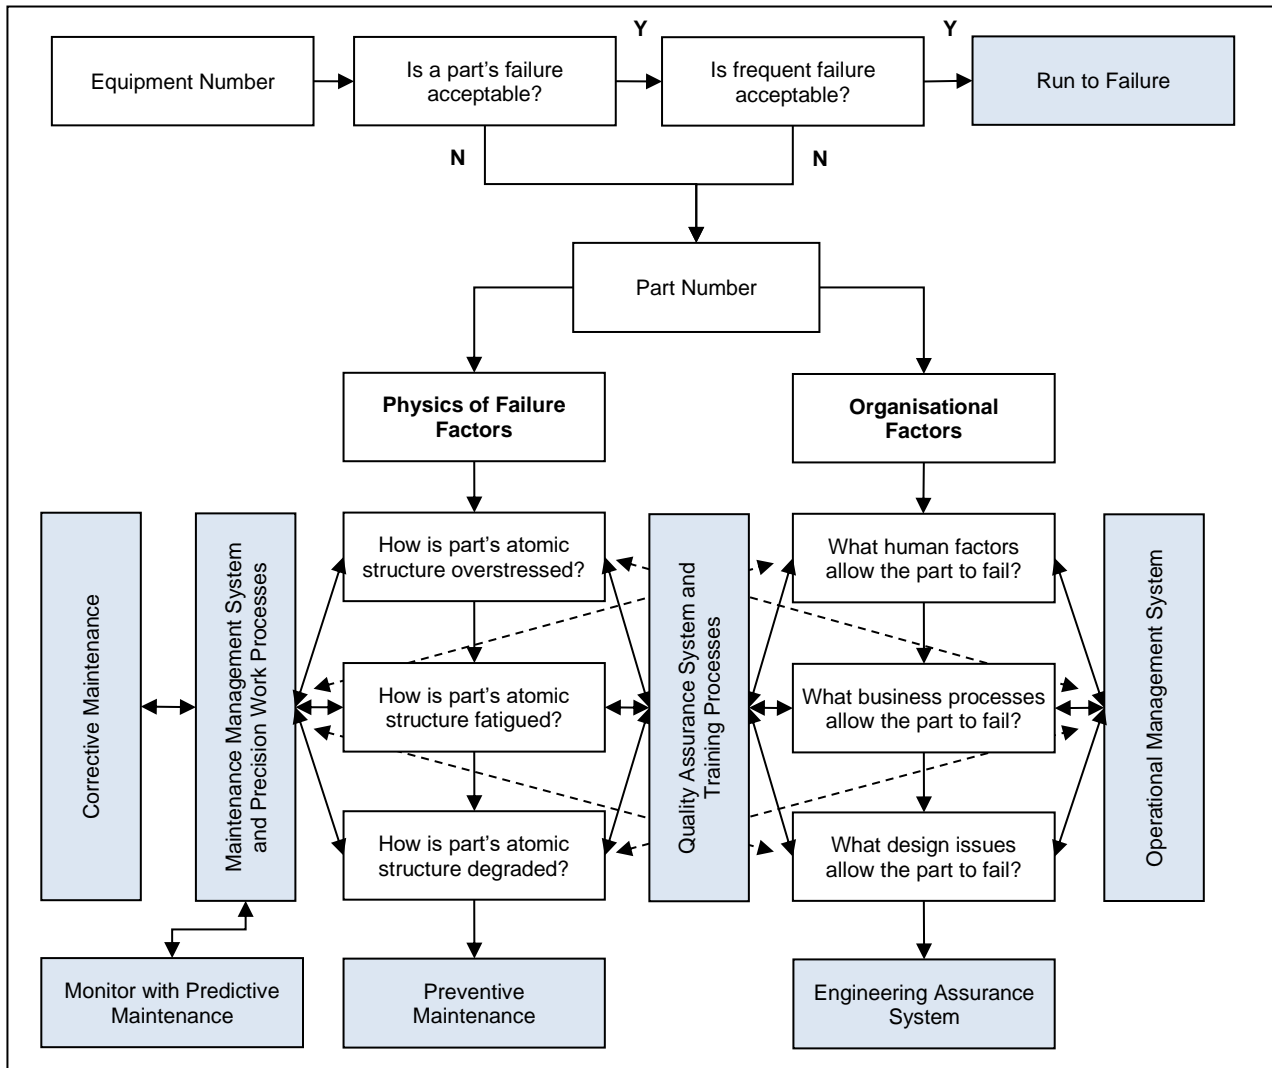 Y
Y
Equipment Number
Is a part’s failure
acceptable?
Is frequent failure
acceptable?
Run to Failure
N
N
Part Number
Physics of Failure
Factors
Organisational
Factors
Corrective Maintenance
Maintenance Management System
and Precision Work Processes
How is part’s atomic
structure overstressed?
Quality Assurance System and
Training Processes
What human factors
allow the part to fail?
Operational Management System
How is part’s atomic
structure fatigued?
What business processes
allow the part to fail?
How is part’s atomic
structure degraded?
What design issues
allow the part to fail?
Monitor with Predictive
Maintenance
Preventive
Maintenance
Engineering Assurance
System